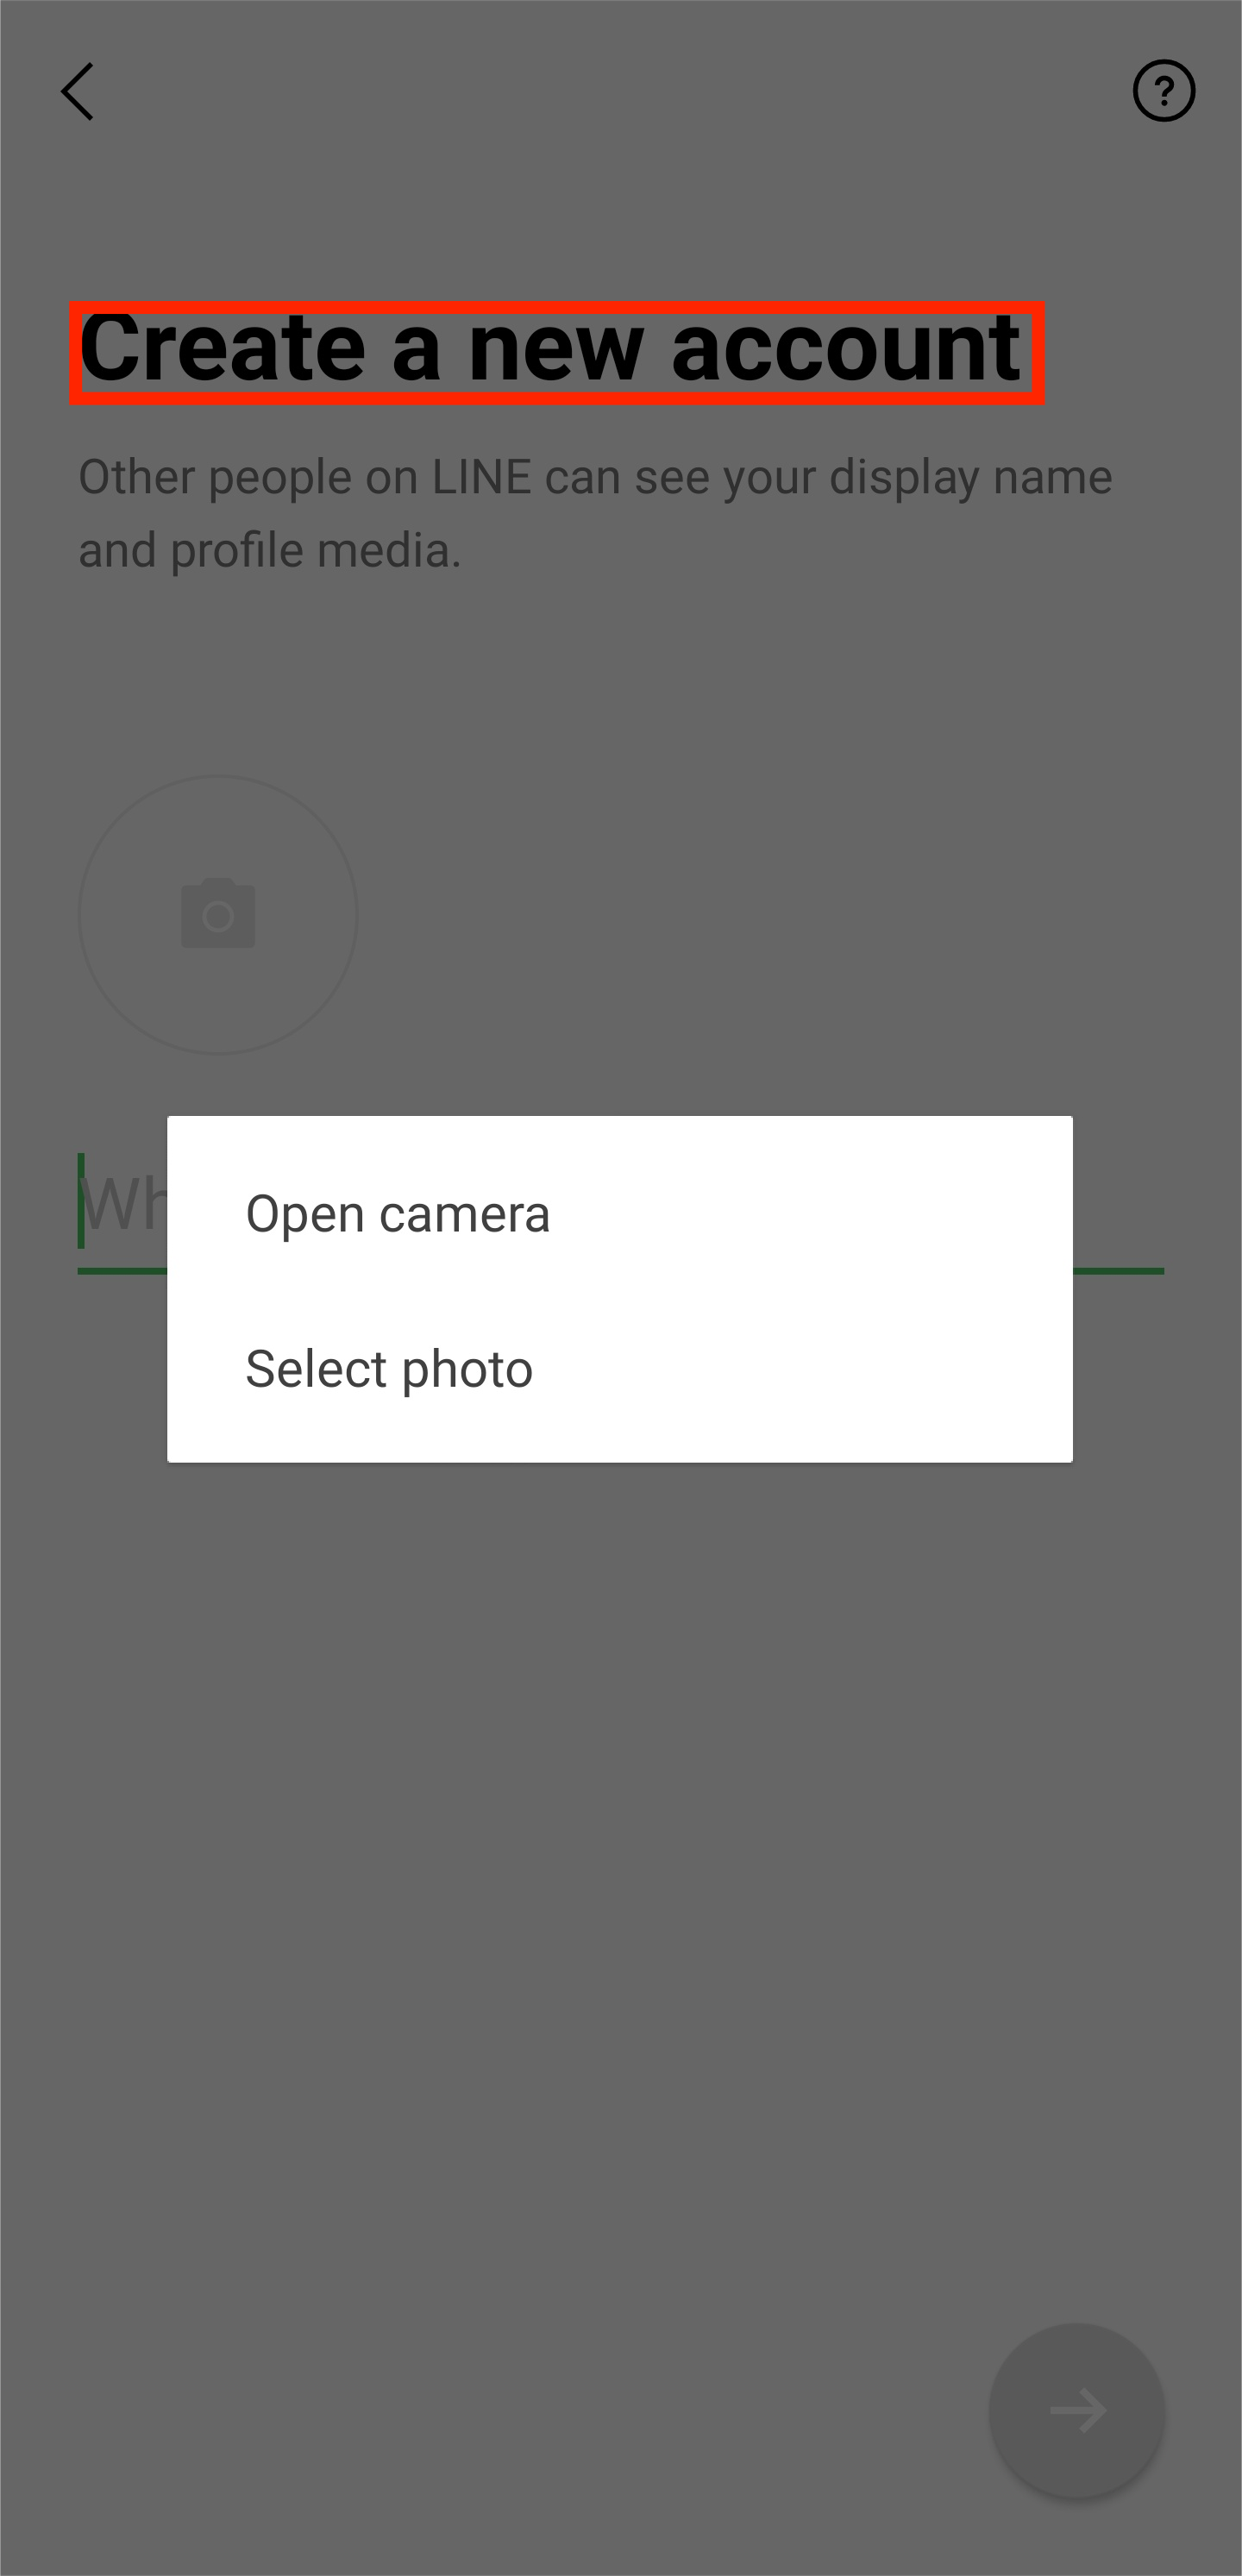 Create a new account
Other people on LINE can see your display name
and profile media.
Open camera
Select photo